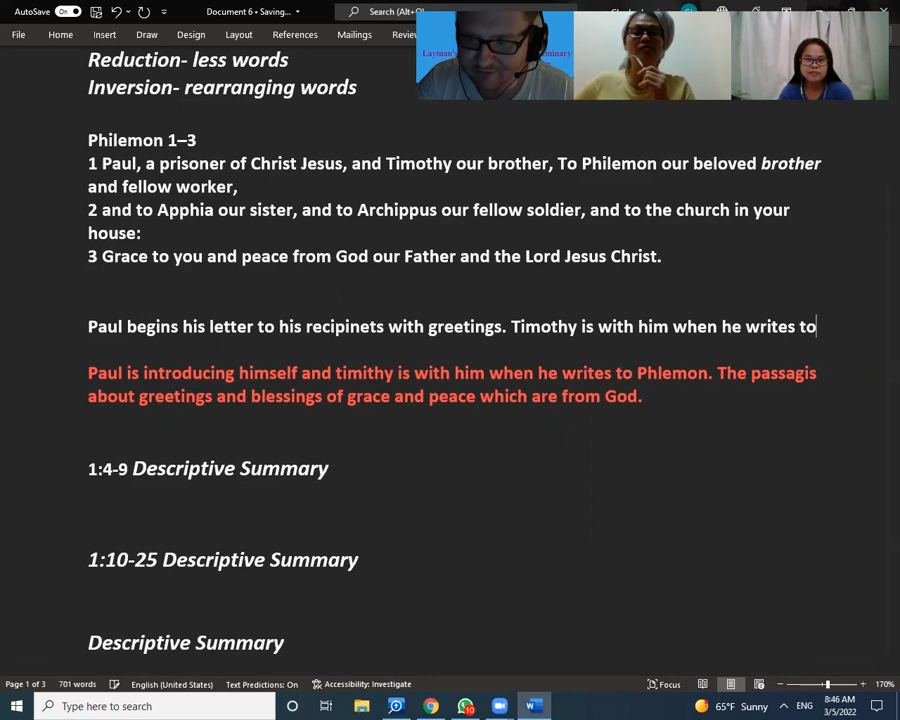 AutoSave
On
Document 6 • Saving...
Search (Alt+Q)
File
Home
Insert
Draw
Design
Layout
References
Mailings
Layman's
Reduction- less words
Inversion- rearranging words
Philemon 1–3
1 Paul, a prisoner of Christ Jesus, and Timothy our brother, To Philemon our beloved brother
and fellow worker,
2 and to Apphia our sister, and to Archippus our fellow soldier, and to the church in your
house:
3 Grace to you and peace from God our Father and the Lord Jesus Christ.
Paul begins his letter to his recipinets with greetings. Timothy is with him when he writes to
Paul is introducing himself and timithy is with him when he writes to Phlemon. The passagis
about greetings and blessings of grace and peace which are from God.
1:4-9 Descriptive Summary
1:10-25 Descriptive Summary
Descriptive Summary
Page 1 of 3
701 words
English (United States)
Text Predictions: On
Accessibility: Investigate
Focus
170%
Type here to search
10
65°F Sunny
ENG
8:46 AM
3/5/2022